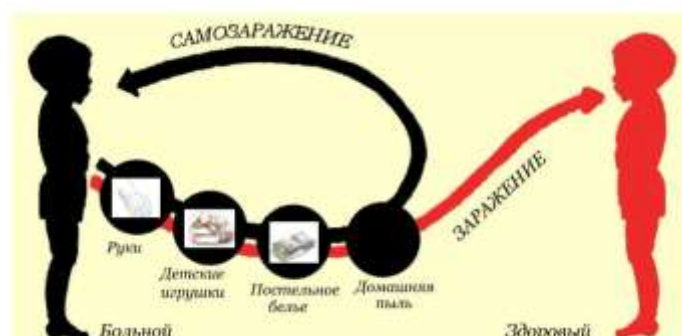 САМОЗАРАЖЕНИЕ
ЗАРАЖЕНИЕ
Руки
Детские
игрушки
Постельное
белье
Домашняя
пыль
Больной
Здоровый